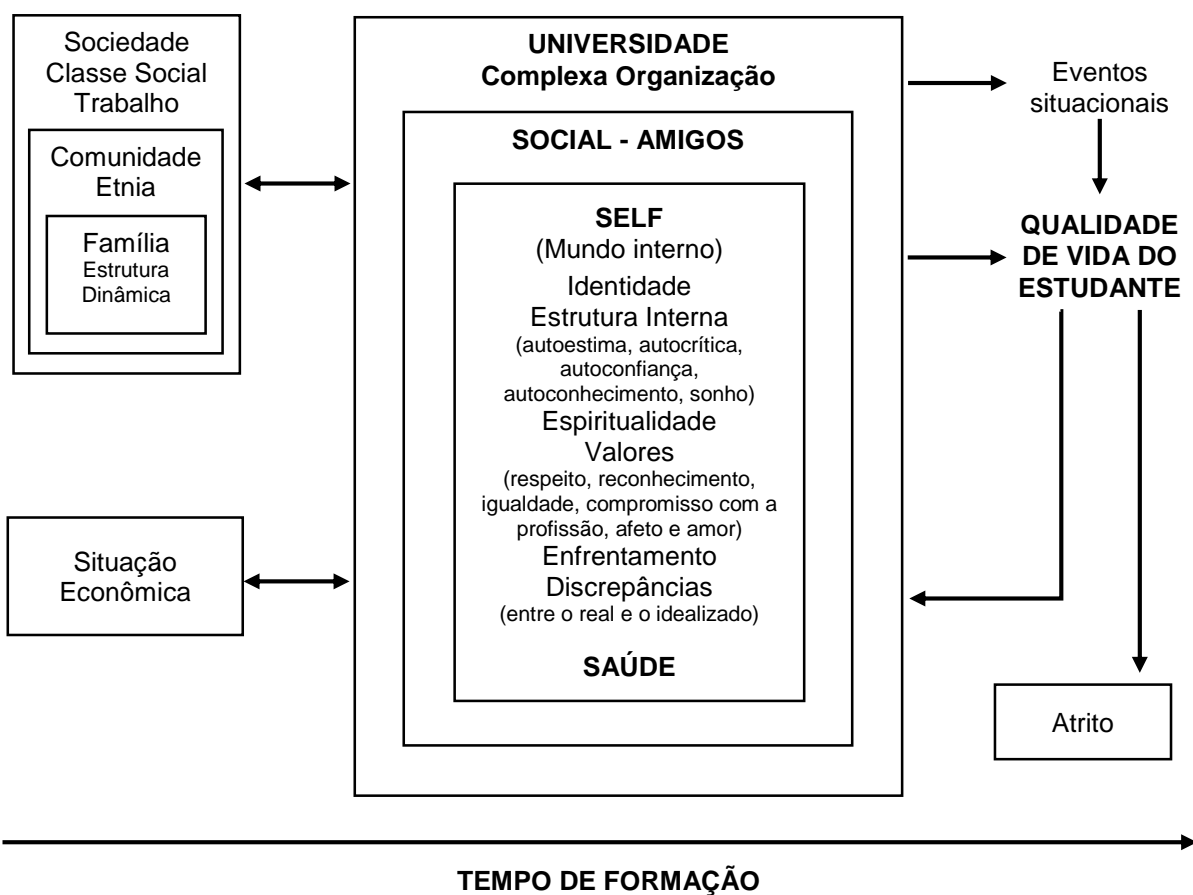 Sociedade
Classe Social
Trabalho
Comunidade
Etnia
Família
Estrutura
Dinâmica
Situação
Econômica
UNIVERSIDADE
Complexa Organização
SOCIAL - AMIGOS
SELF
(Mundo interno)
Identidade
Estrutura Interna
(autoestima, autocrítica,
autoconfiança,
autoconhecimento, sonho)
Espiritualidade
Valores
(respeito, reconhecimento,
igualdade, compromisso com a
profissão, afeto e amor)
Enfrentamento
Discrepâncias
(entre o real e o idealizado)
SAÚDE
Eventos
situacionais
QUALIDADE
DE VIDA DO
ESTUDANTE
Atrito
TEMPO DE FORMAÇÃO